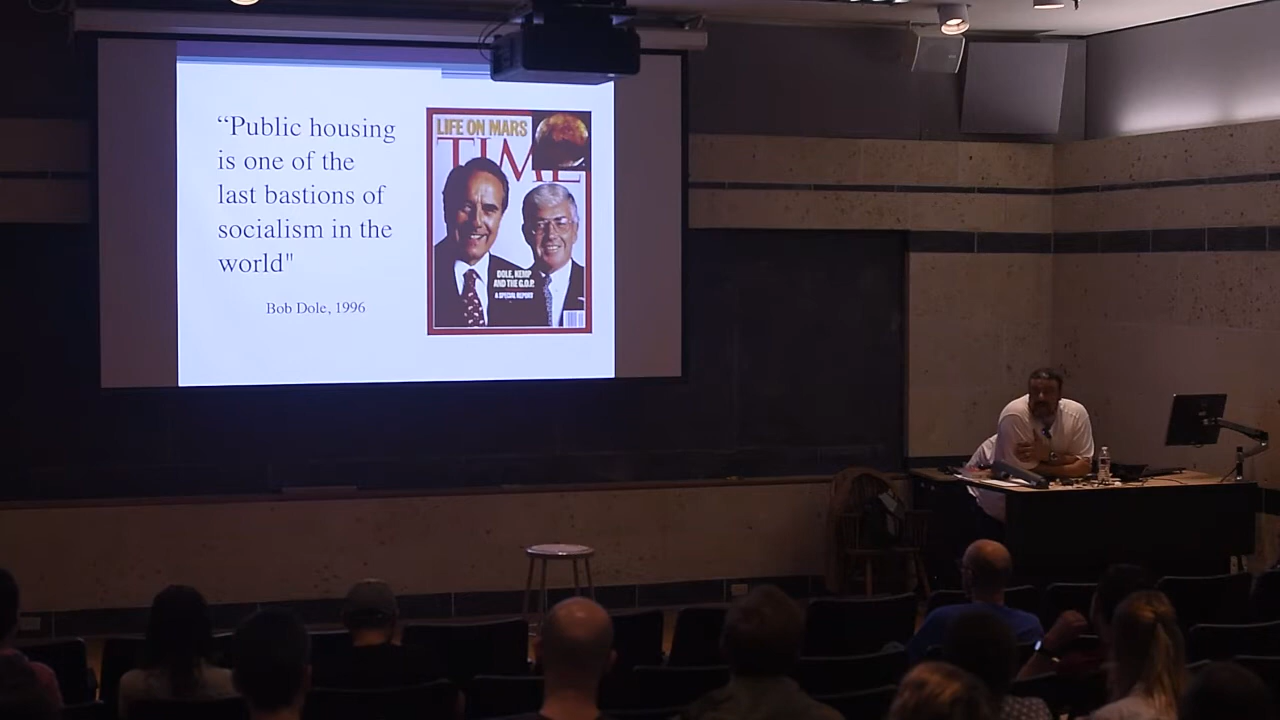 “Public housing
is one of the
last bastions of
socialism in the
world"
Bob Dole, 1996
LIFE ON MARS
TIME
DOLE, KEMP
AND THE G.O.P.
A SPECIAL REPORT